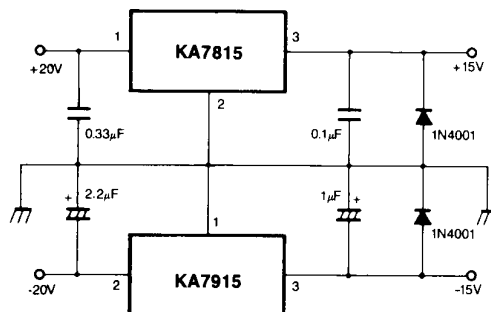 1
KA7815
3
+20V
2
+15V
0.33µF
0.1µF
1N4001
2.2µF
+
1µF
+
1
1N4001
-20V
2
KA7915
3
-15V